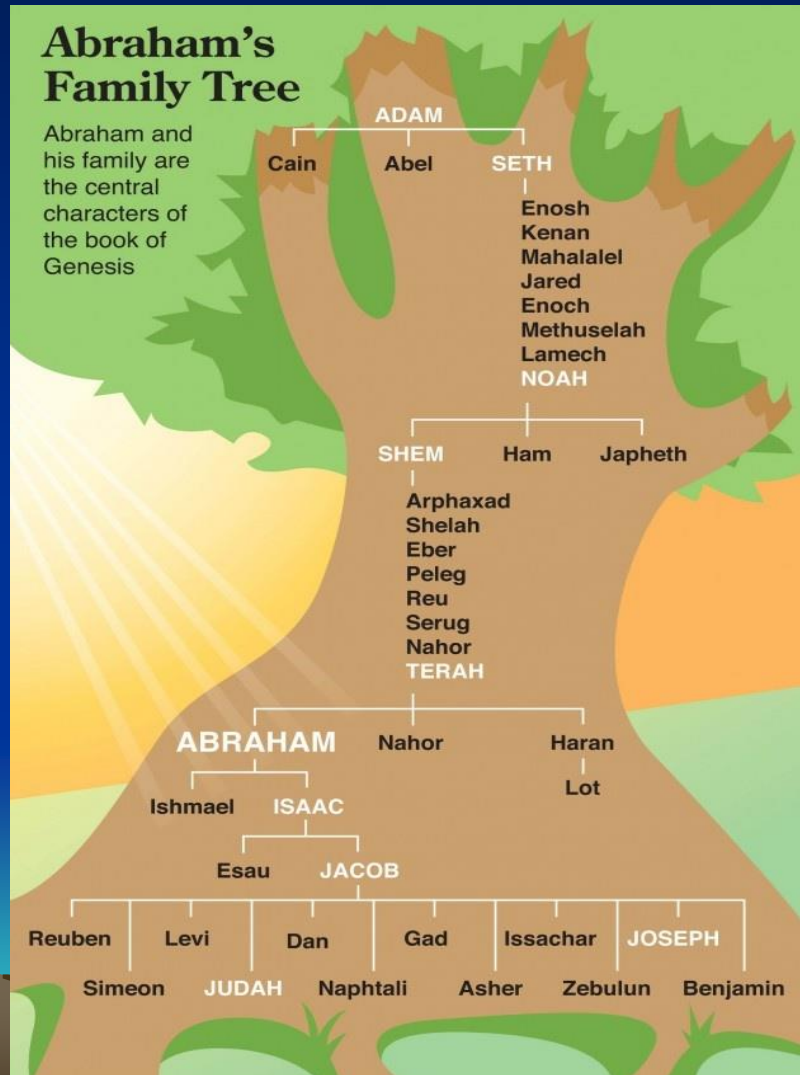 Abraham's
Family Tree
Abraham and
his family are
the central
characters of
the book of
Genesis
ADAM
Cain Abel SETH
Enosh
Kenan
Mahalalel
Jared
Enoch
Methuselah
Lamech
NOAH
SHEM Ham Japheth
Arphaxad
Shelah
Eber
Peleg
Reu
Serug
Nahor
TERAH
ABRAHAM Nahor Haran
Lot
Ishmael ISAAC
Esau JACOB
Reuben Levi Dan Gad Issachar JOSEPH
Simeon JUDAH Naphtali Asher Zebulun Benjamin